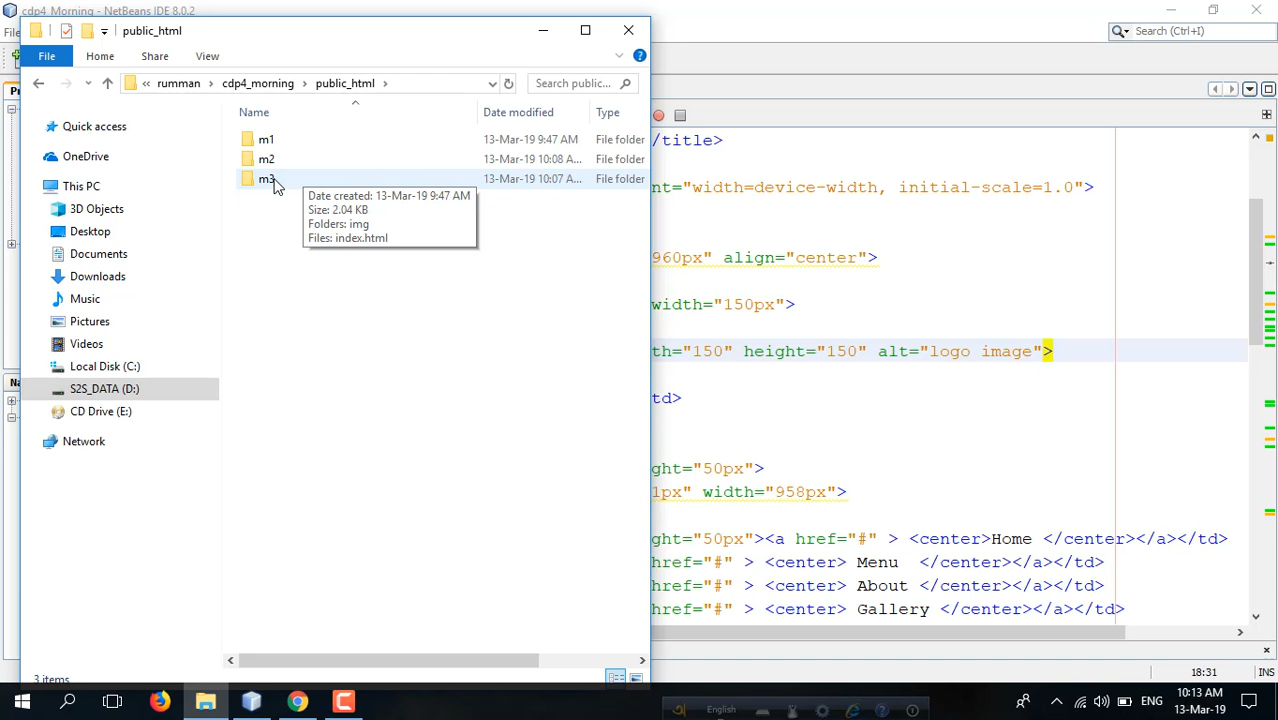 cdp4_Morning - NetBeans IDE 8.0.2
public_html
Search (Ctrl+I)
File
Home
Share
View
rumman
cdp4_morning
public_html
Search public...
Name
Date modified
Type
Quick access
OneDrive
This PC
3D Objects
Desktop
Documents
Downloads
Music
Pictures
Videos
Local Disk (C:)
S2S_DATA (D:)
CD Drive (E:)
Network
m1
13-Mar-19 9:47 AM
File folder
m2
13-Mar-19 10:08 A...
File folder
m3
13-Mar-19 10:07 A...
File folder
Date created: 13-Mar-19 9:47 AM
Size: 2.04 KB
Folders: img
Files: index.html
3 items
/title>
nt="width=device-width, initial-scale=1.0">
960px" align="center">
width="150px">
th="150" height="150" alt="logo image">
td>
ght="50px">
1px" width="958px">
ght="50px"><a href="#" > <center>Home </center></a></td>
href="#" > <center> Menu </center></a></td>
href="#" > <center> About </center></a></td>
href="#" > <center> Gallery </center></a></td>
18:31
INS
English
ENG
10:13 AM
13-Mar-19